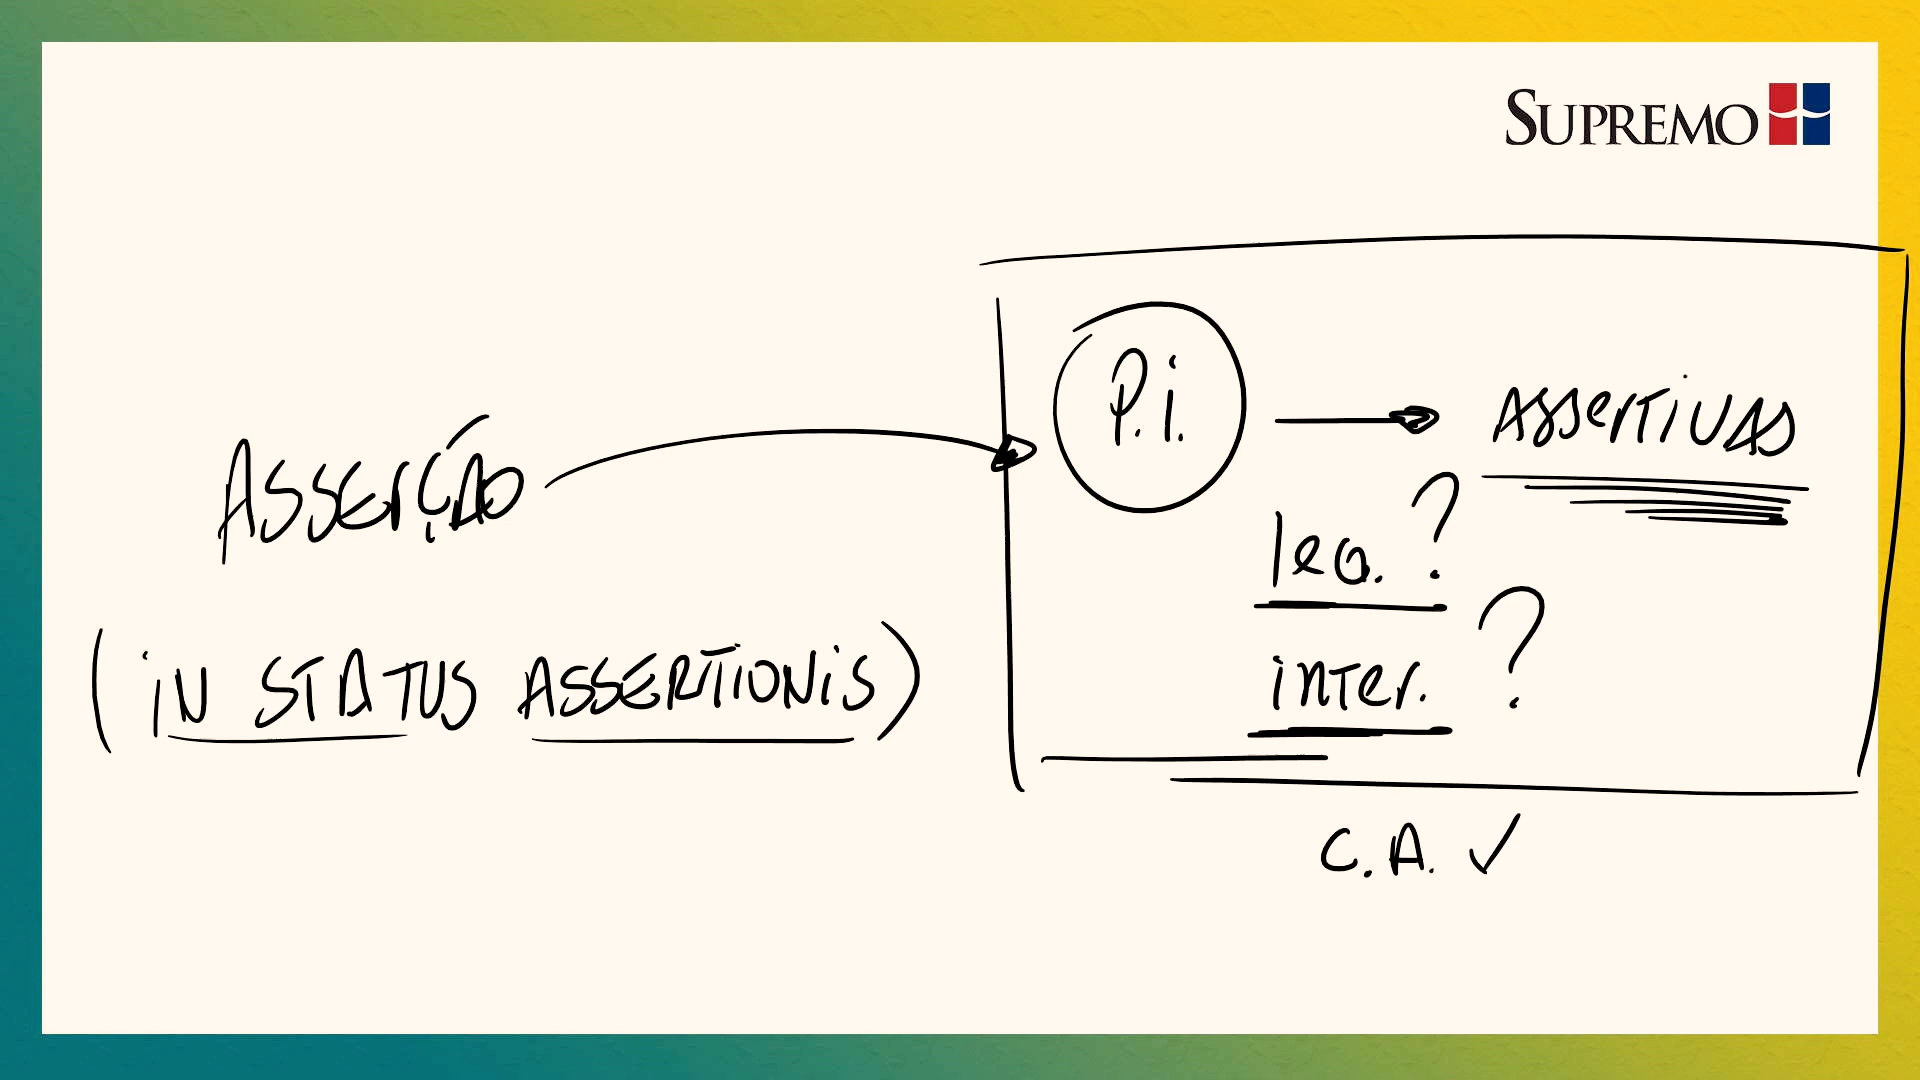 SUPREMO
ASSERÇÃO
(iN STATUS ASSERTIONiS)
P.i. → ASSERTIVAS
leg. ?
inter. ?
C.A. ✓